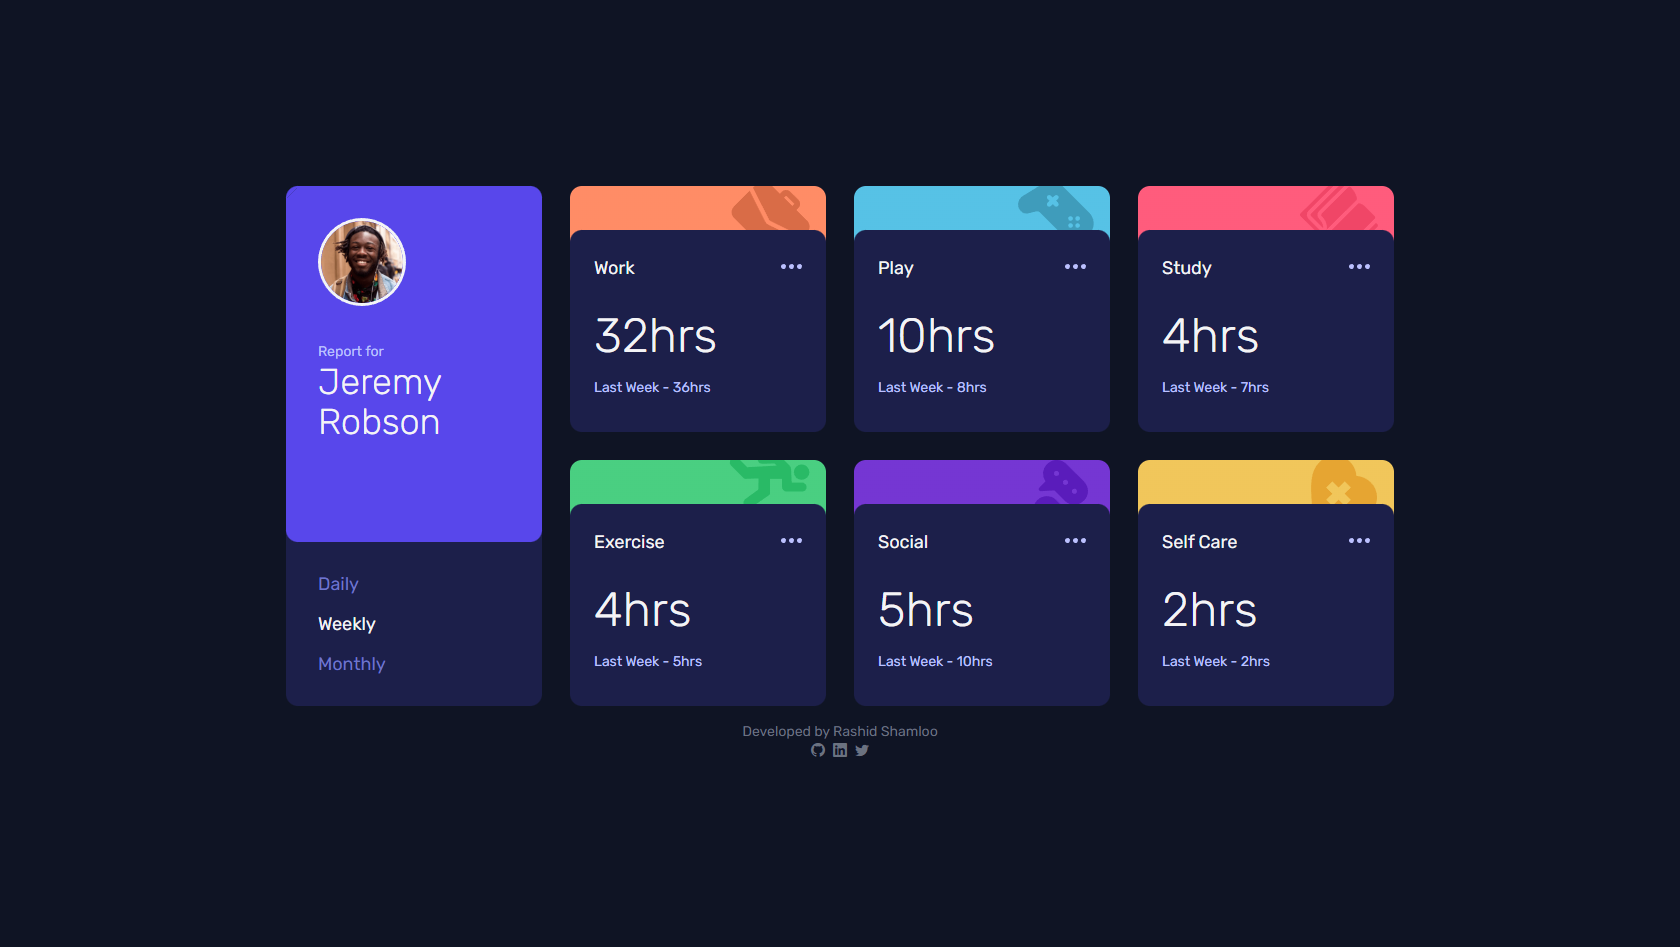 Report for
Jeremy
Robson
Daily
Weekly
Monthly
Work
32hrs
Last Week - 36hrs
Play
10hrs
Last Week - 8hrs
Study
4hrs
Last Week - 7hrs
Exercise
4hrs
Last Week - 5hrs
Social
5hrs
Last Week - 10hrs
Self Care
2hrs
Last Week - 2hrs
Developed by Rashid Shamloo